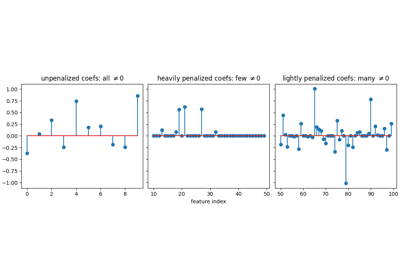 unpenalized coefs: all ≠0
heavily penalized coefs: few ≠0
lightly penalized coefs: many ≠0
1.00
0.75
0.50
0.25
0.00
−0.25
−0.50
−0.75
−1.00
0 2 4 6 8
10 20 30 40 50
50 60 70 80 90 100
feature index